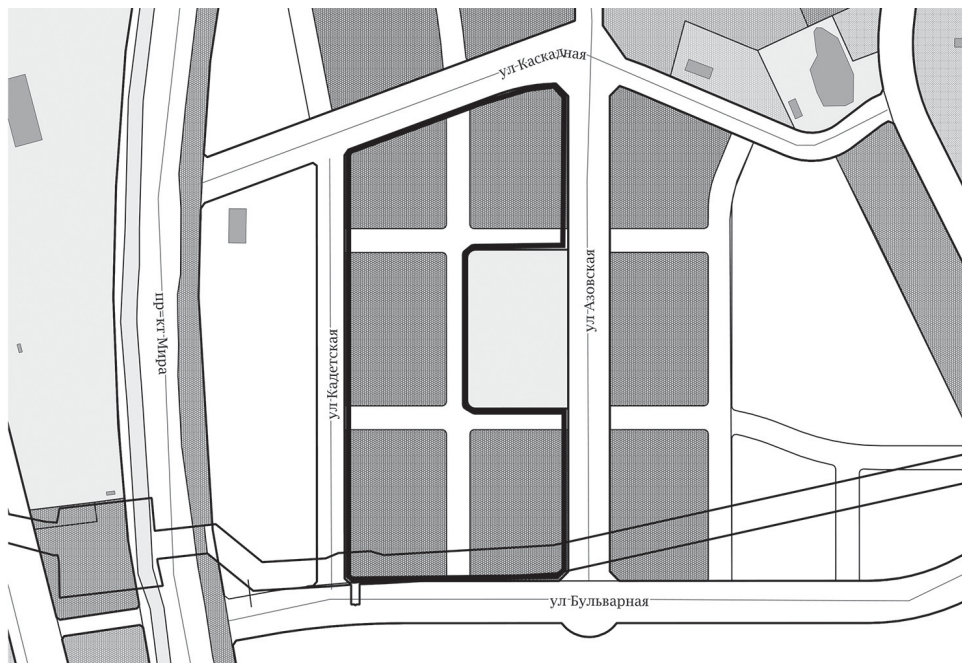 ул Каскадная
пр-кт Мира
ул Кадетская
ул Азовская
ул Бульварная